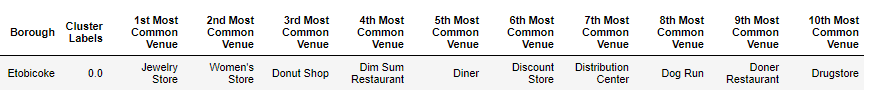 Borough Cluster Labels 1st Most Common Venue 2nd Most Common Venue 3rd Most Common Venue 4th Most Common Venue 5th Most Common Venue 6th Most Common Venue 7th Most Common Venue 8th Most Common Venue 9th Most Common Venue 10th Most Common Venue
Etobicoke 0.0 Jewelry Store Women's Store Donut Shop Dim Sum Restaurant Diner Discount Store Distribution Center Dog Run Doner Restaurant Drugstore